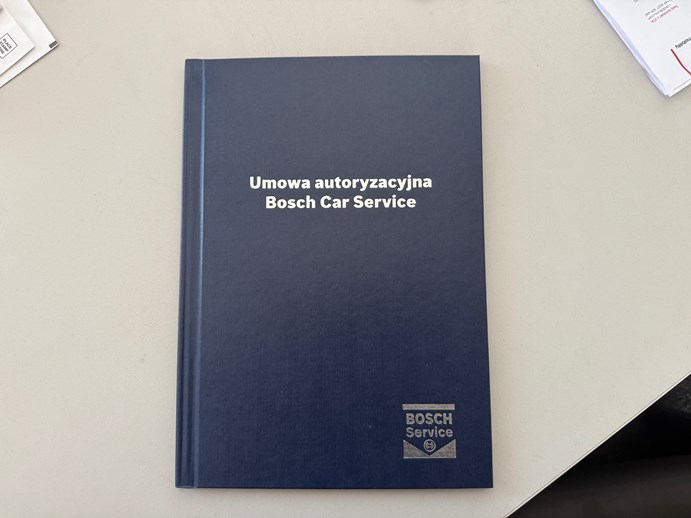 Umowa autoryzacyjna
Bosch Car Service
BOSCH
Service